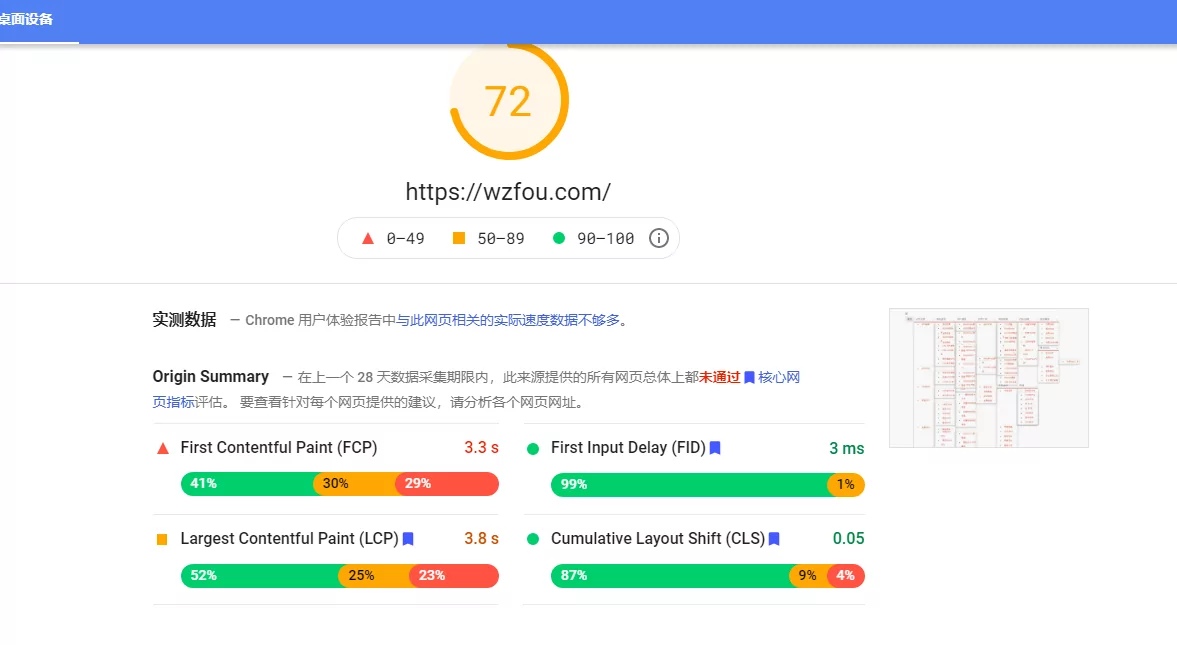 桌面设备
72
https://wzfou.com/
0–49 50–89 90–100
实测数据 — Chrome 用户体验报告中与此网页相关的实际速度数据不够多。
Origin Summary — 在上一个 28 天数据采集期限内，此来源提供的所有网页总体上都未通过 核心网
页指标评估。 要查看针对每个网页提供的建议，请分析各个网页网址。
First Contentful Paint (FCP) 3.3 s
41% 30% 29%
First Input Delay (FID) 3 ms
99% 1%
Largest Contentful Paint (LCP) 3.8 s
52% 25% 23%
Cumulative Layout Shift (CLS) 0.05
87% 9% 4%